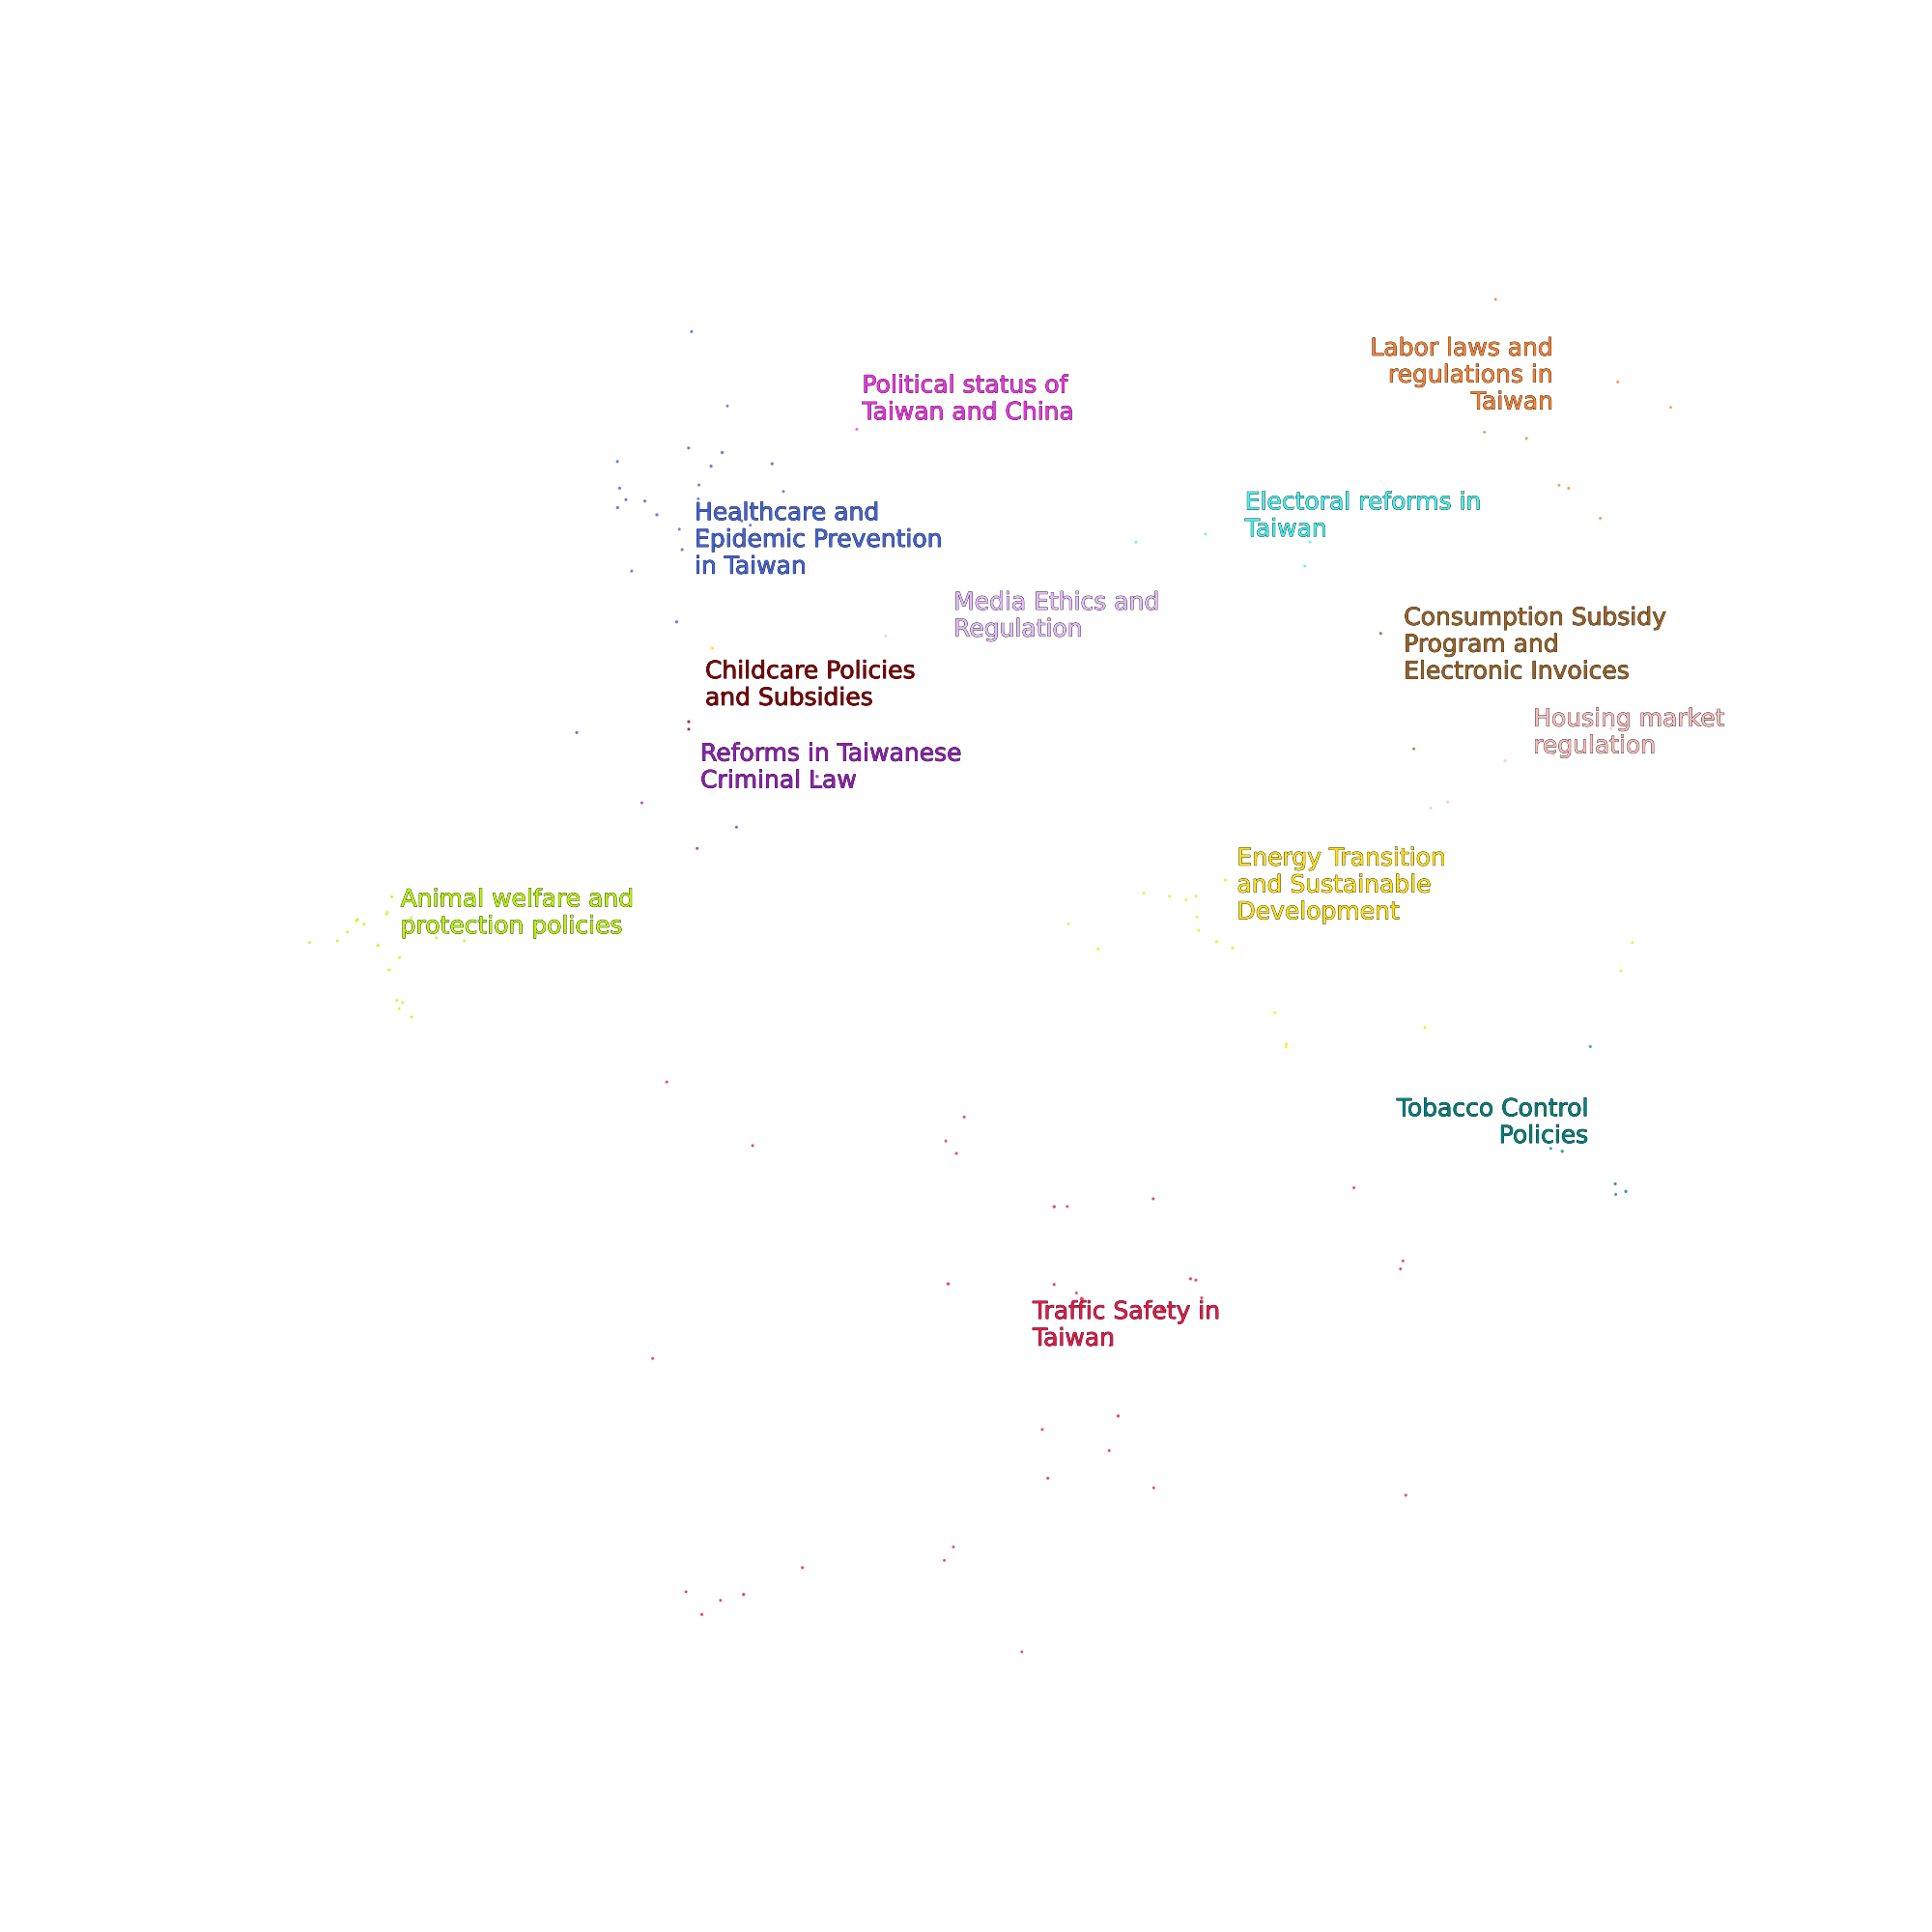 Labor laws and
regulations in
Taiwan
Political status of
Taiwan and China
Electoral reforms in
Taiwan
Healthcare and
Epidemic Prevention
in Taiwan
Media Ethics and
Regulation
Consumption Subsidy
Program and
Electronic Invoices
Childcare Policies
and Subsidies
Housing market
regulation
Reforms in Taiwanese
Criminal Law
Energy Transition
and Sustainable
Development
Animal welfare and
protection policies
Tobacco Control
Policies
Traffic Safety in
Taiwan